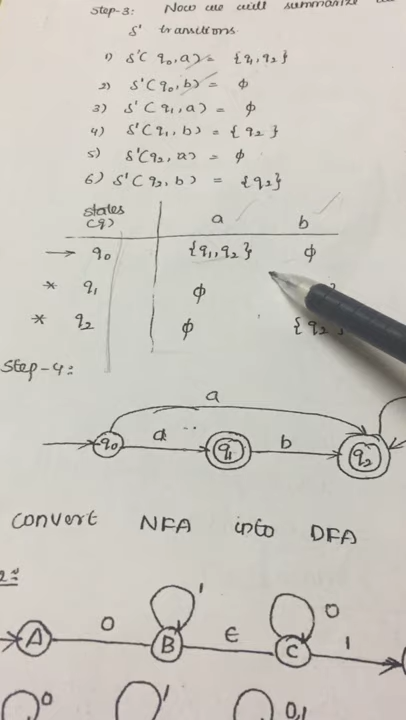 Step-3: Now we will summarize
δ' transitions.
1) δ'(q0,a) = {q1,q2}
2) δ'(q0,b) = ϕ
3) δ'(q1,a) = ϕ
4) δ'(q1,b) = {q2}
5) δ'(q2,a) = ϕ
6) δ'(q2,b) = {q2}
states
(q) a b
→ q0 {q1,q2} ϕ
* q1 ϕ }
* q2 ϕ {q2}
Step-4:
a
q0 a q1 b q2
convert NFA into DFA
2:
1 0
A 0 B ϵ C 1
0 1 0,1